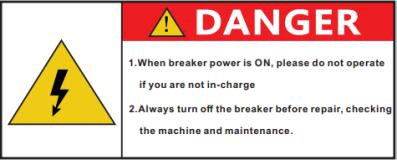 DANGER
1.When breaker power is ON, please do not operate
if you are not in-charge
2.Always turn off the breaker before repair, checking
the machine and maintenance.